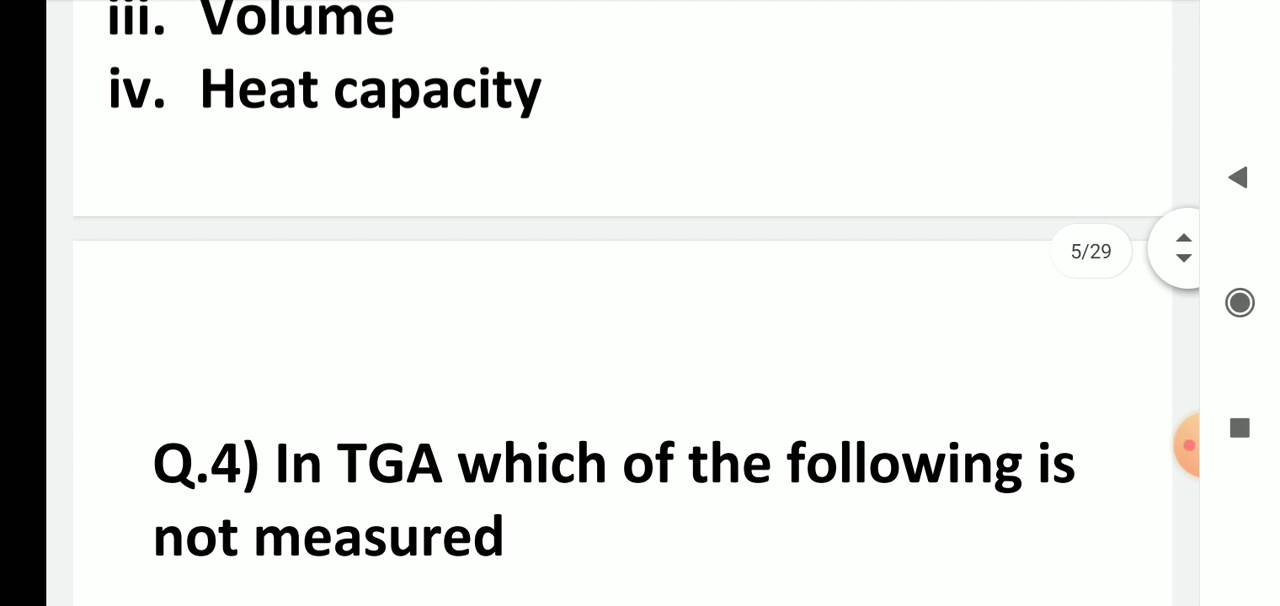 iii. Volume
iv. Heat capacity
5/29
Q.4) In TGA which of the following is
not measured